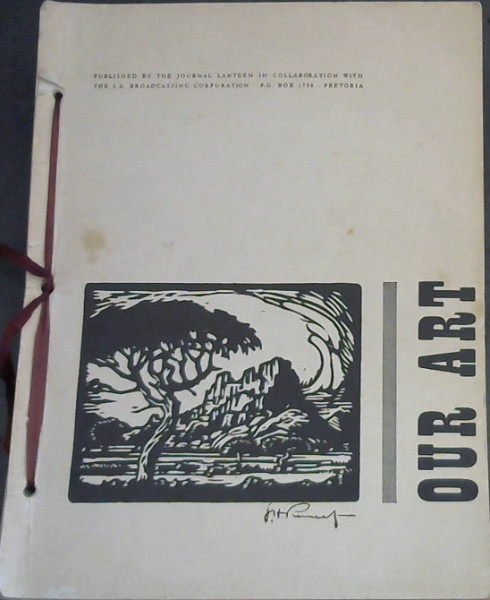 PUBLISHED BY THE JOURNAL LANTERN IN COLLABORATION WITH
THE S.A. BROADCASTING CORPORATION · P.O. BOX 1758 · PRETORIA
OUR ART